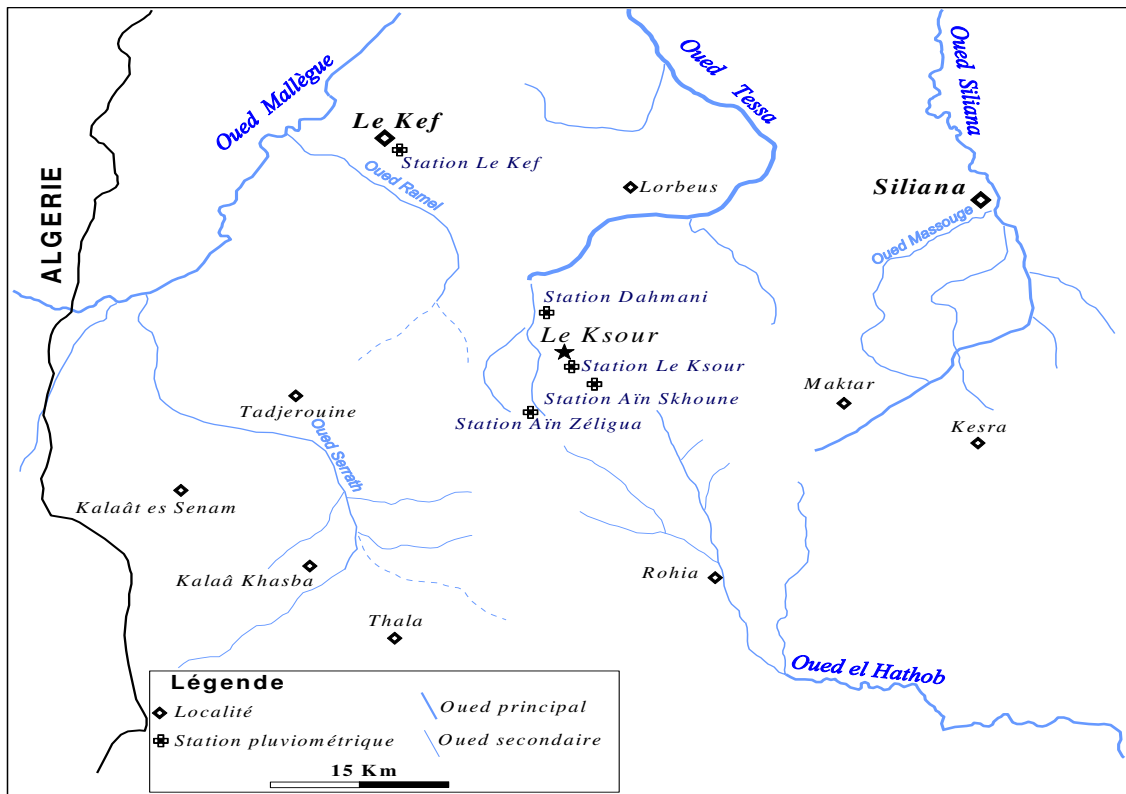 Oued Mallègue
Oued Tessa
Oued Siliana
Le Kef
Station Le Kef
Oued Ramel
Lorbeus
Siliana
Oued Massouge
ALGERIE
Station Dahmani
Le Ksour
Station Le Ksour
Station Aïn Skhoune
Station Aïn Zéligua
Maktar
Kesra
Tadjerouine
Oued Serrath
Kalaât es Senam
Kalaâ Khasba
Rohia
Thala
Oued el Hathob
Légende
Localité
Station pluviométrique
Oued principal
Oued secondaire
15 Km